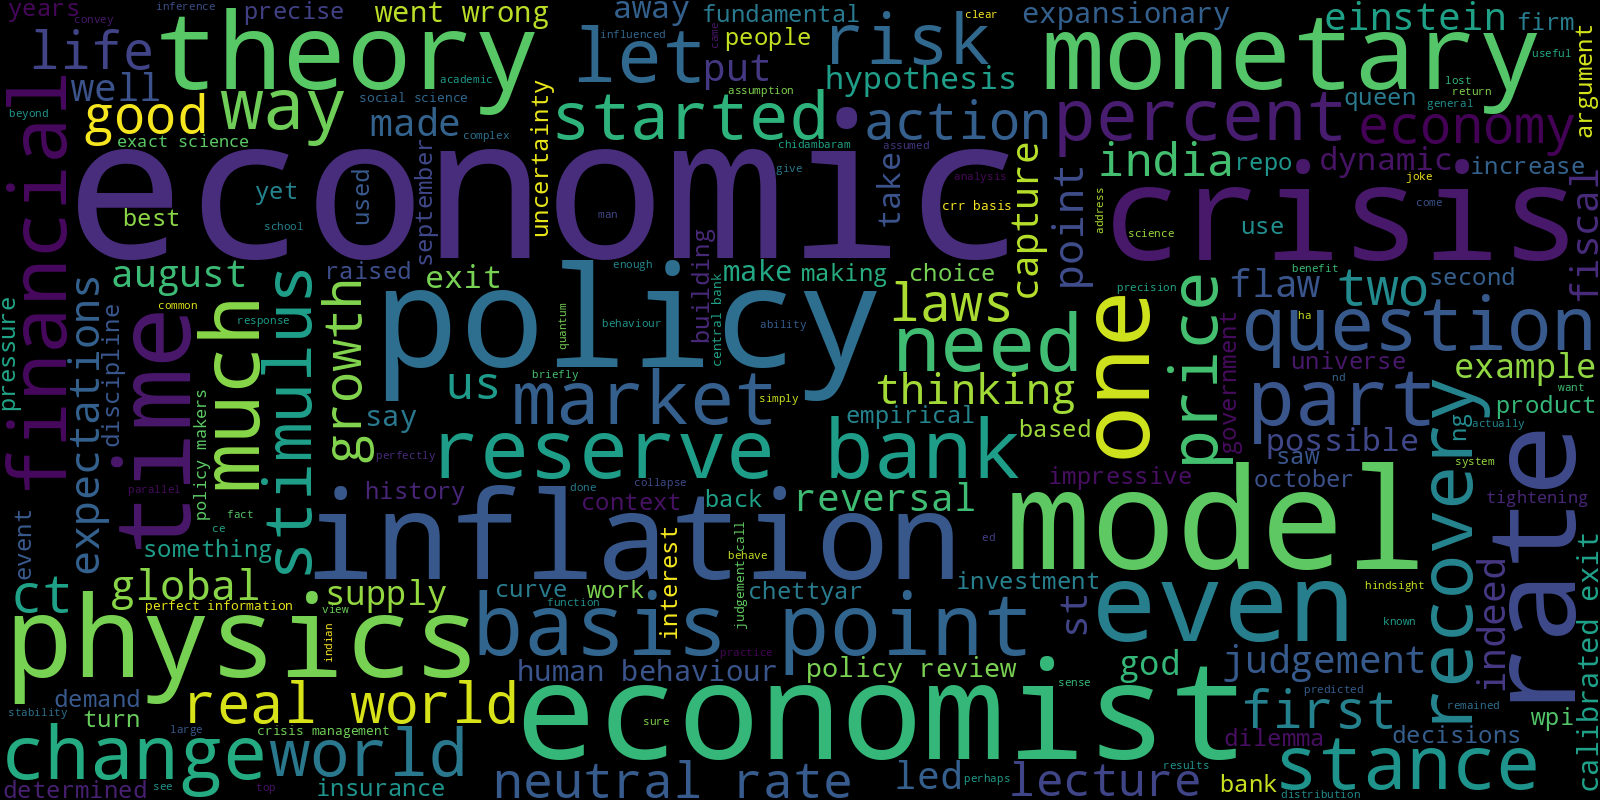 years
convey
inference
precise
went wrong
away
fundamental
clear
expansionary
einstein
firm
life
theory
let
influenced
came
people
risk
monetary
useful
well
academic
put
hypothesis
lost
return
good
way
social science
assumption
started
made
action
percent
queen
general
economy
argument
beyond
exact science
complex
uncertainty
chidambaram
assumed
financial
economic
yet
used
september
give
take
analysis
capture
point
india
repo
dynamic
increase
joke
crisis
best
school
man
crr basis
address
science
use
come
fiscal
august
raised
exit
enough
building
make
making
choice
laws
precision
benefit
flaw
two
second
pressure
expectations
discipline
common
time
much
response
stimulus
growth
policy
quantum
behaviour
central bank
ability
need
one
price
government
ha
question
universe
example
us
briefly
market
simply
thinking
nd
part
want
product
policy makers
say
empirical
based
possible
saw
ng
actually
perfectly
reserve bank
impressive
october
recovery
system
rate
parallel
history
done
collapse
context
back
reversal
model
tightening
event
fact
ce
something
inflation
interest
judgement call
behave
ed
ct
global
perfect information
supply
view
curve
work
function
chettyar
investment
st
even
hindsight
indeed
calibrated exit
physics
indian
basis point
practice
known
human behaviour
policy review
god
judgement
demand
real world
economist
sense
first
predicted
remained
stability
turn
large
crisis management
sure
dilemma
decisions
wpi
change
world
determined
see
top
insurance
neutral rate
led
perhaps
lecture
results
bank
stance
distribution